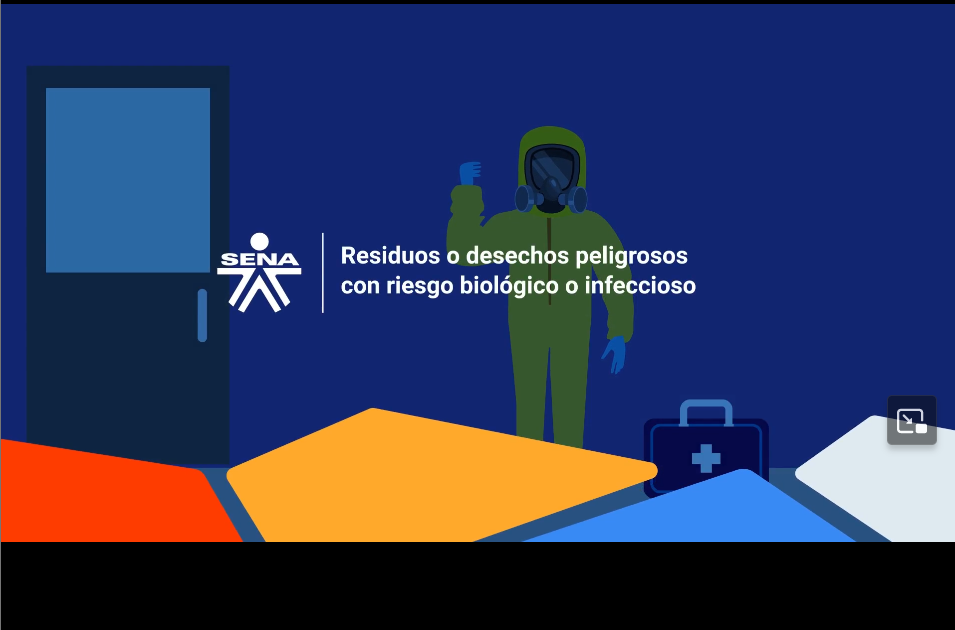 SENA
Residuos o desechos peligrosos
con riesgo biológico o infeccioso